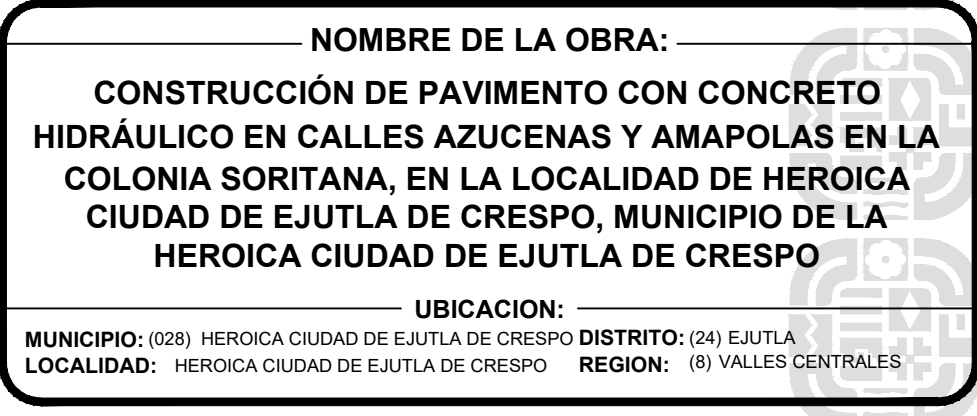 NOMBRE DE LA OBRA:
CONSTRUCCIÓN DE PAVIMENTO CON CONCRETO
HIDRÁULICO EN CALLES AZUCENAS Y AMAPOLAS EN LA
COLONIA SORITANA, EN LA LOCALIDAD DE HEROICA
CIUDAD DE EJUTLA DE CRESPO, MUNICIPIO DE LA
HEROICA CIUDAD DE EJUTLA DE CRESPO
UBICACION:
MUNICIPIO: (028) HEROICA CIUDAD DE EJUTLA DE CRESPO DISTRITO: (24) EJUTLA
LOCALIDAD: HEROICA CIUDAD DE EJUTLA DE CRESPO REGION: (8) VALLES CENTRALES